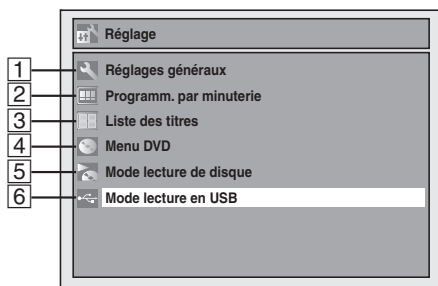 Réglage
1 Réglages généraux
2 Programm. par minuterie
3 Liste des titres
4 Menu DVD
5 Mode lecture de disque
6 Mode lecture en USB